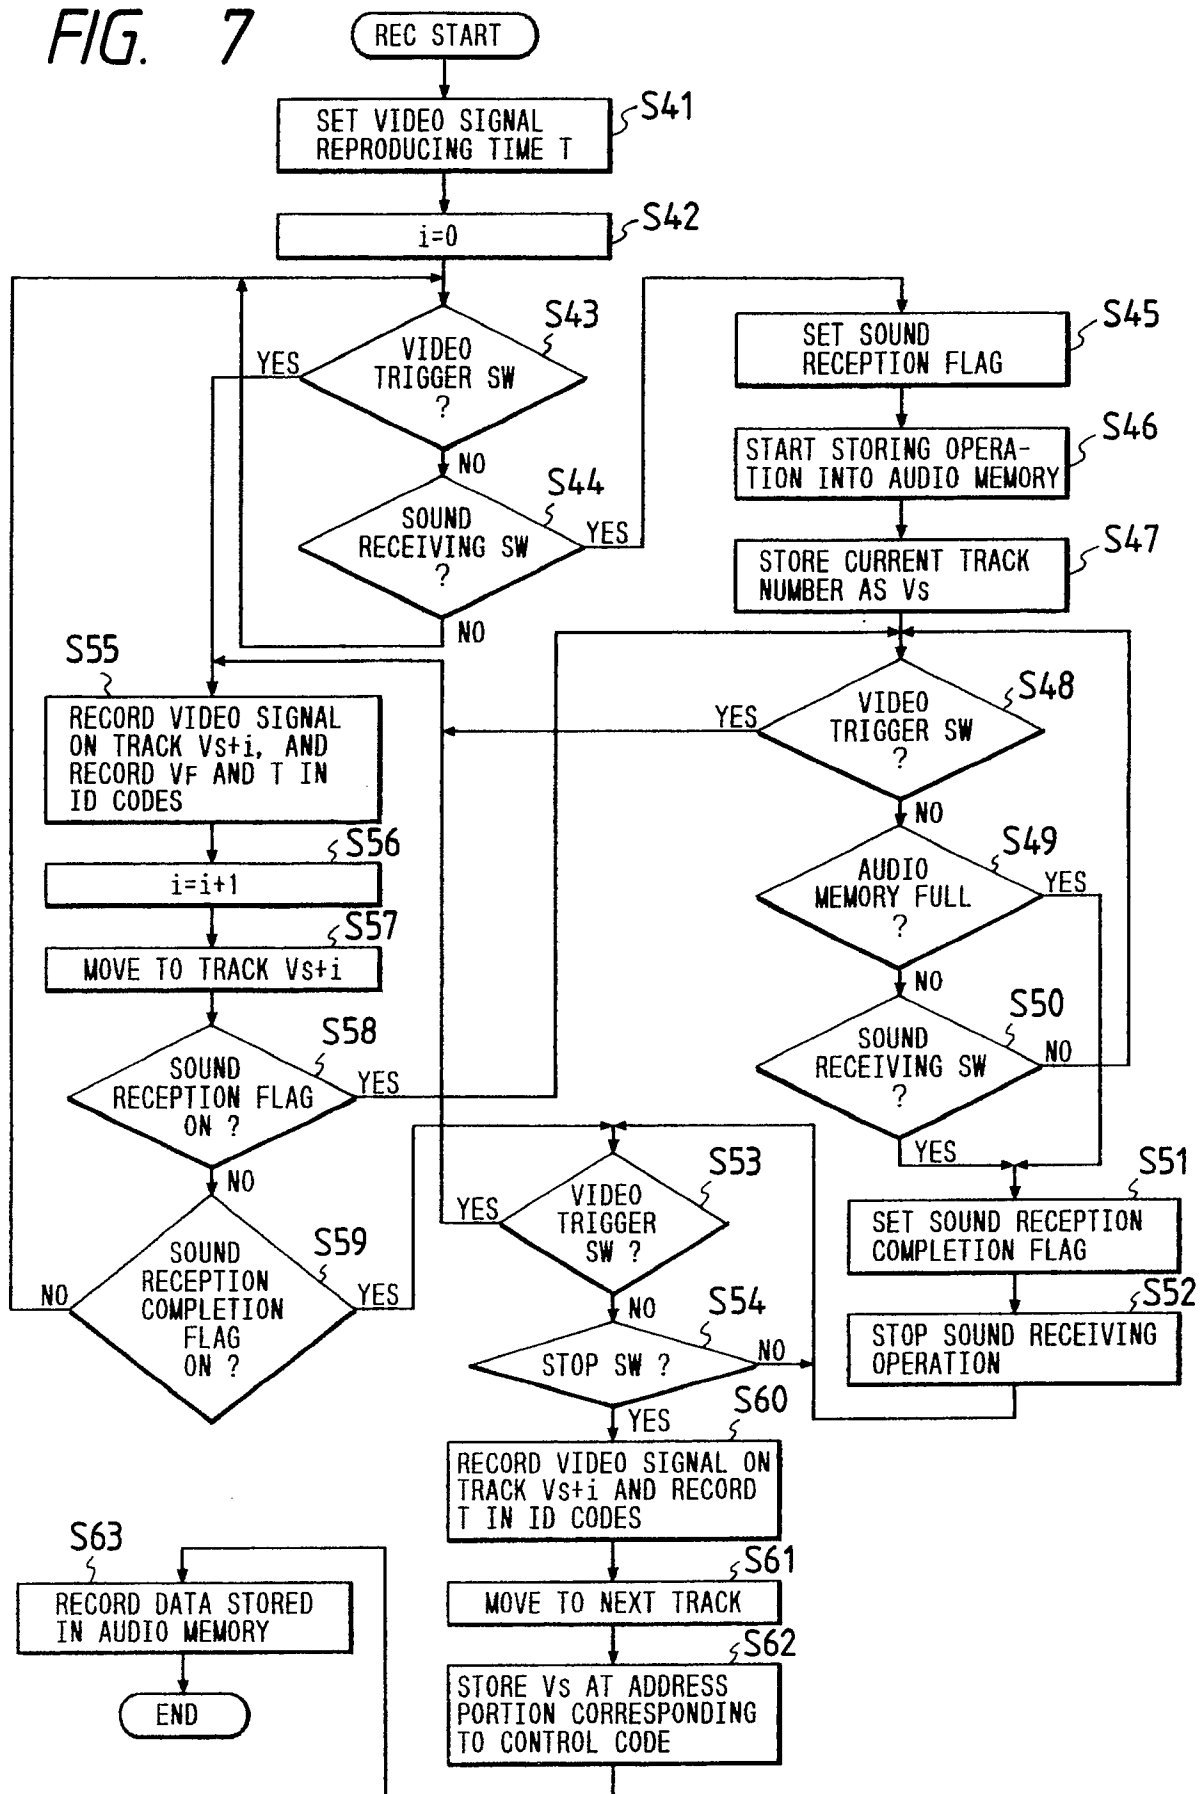 FIG. 7
REC START
S41
SET VIDEO SIGNAL
REPRODUCING TIME T
S42
i=0
S43
VIDEO
TRIGGER SW
?
YES
NO
S44
SOUND
RECEIVING SW
?
YES
NO
S45
SET SOUND
RECEPTION FLAG
S46
START STORING OPERA-
TION INTO AUDIO MEMORY
S47
STORE CURRENT TRACK
NUMBER AS Vs
S48
VIDEO
TRIGGER SW
?
YES
NO
S49
AUDIO
MEMORY FULL
?
YES
NO
S50
SOUND
RECEIVING SW
?
NO
YES
S51
SET SOUND RECEPTION
COMPLETION FLAG
S52
STOP SOUND RECEIVING
OPERATION
S53
VIDEO
TRIGGER
SW ?
YES
NO
S54
STOP SW ?
NO
YES
S55
RECORD VIDEO SIGNAL
ON TRACK Vs+i, AND
RECORD VF AND T IN
ID CODES
S56
i=i+1
S57
MOVE TO TRACK Vs+i
S58
SOUND
RECEPTION FLAG
ON ?
YES
NO
S59
SOUND
RECEPTION
COMPLETION
FLAG
ON ?
NO
YES
S60
RECORD VIDEO SIGNAL ON
TRACK Vs+i AND RECORD
T IN ID CODES
S61
MOVE TO NEXT TRACK
S62
STORE Vs AT ADDRESS
PORTION CORRESPONDING
TO CONTROL CODE
S63
RECORD DATA STORED
IN AUDIO MEMORY
END